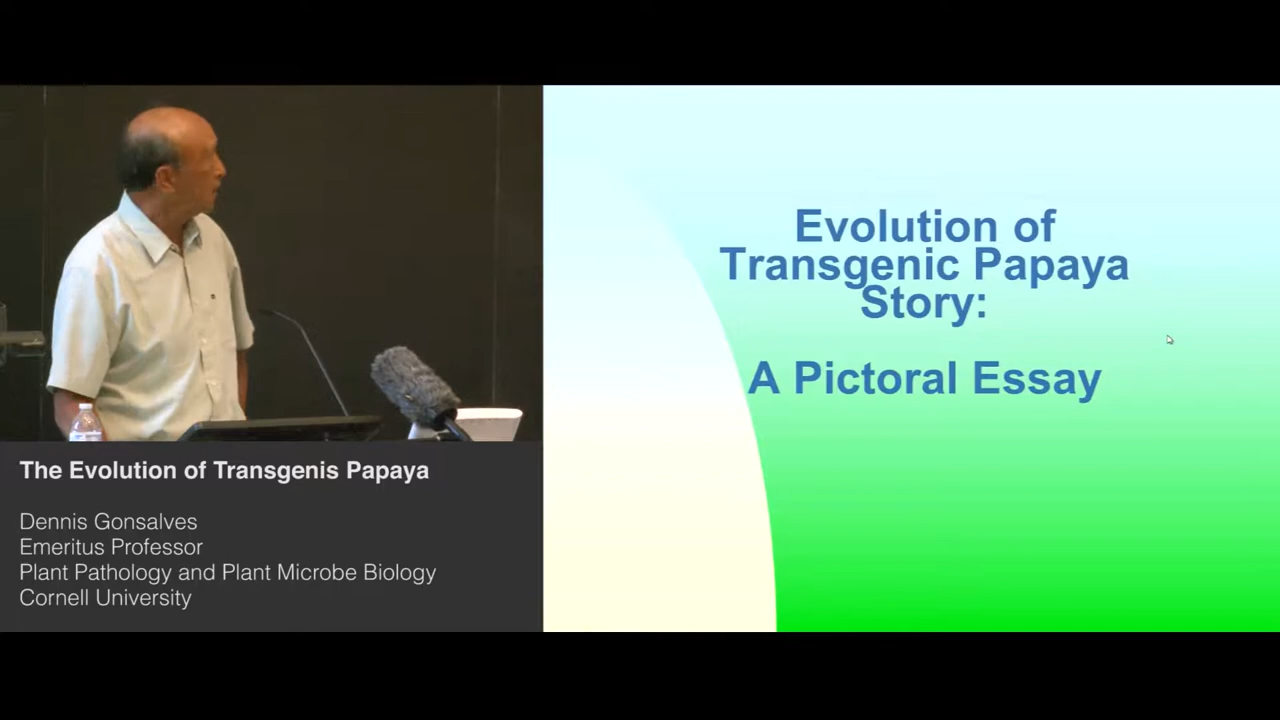 Evolution of
Transgenic Papaya
Story:
A Pictoral Essay
The Evolution of Transgenis Papaya
Dennis Gonsalves
Emeritus Professor
Plant Pathology and Plant Microbe Biology
Cornell University